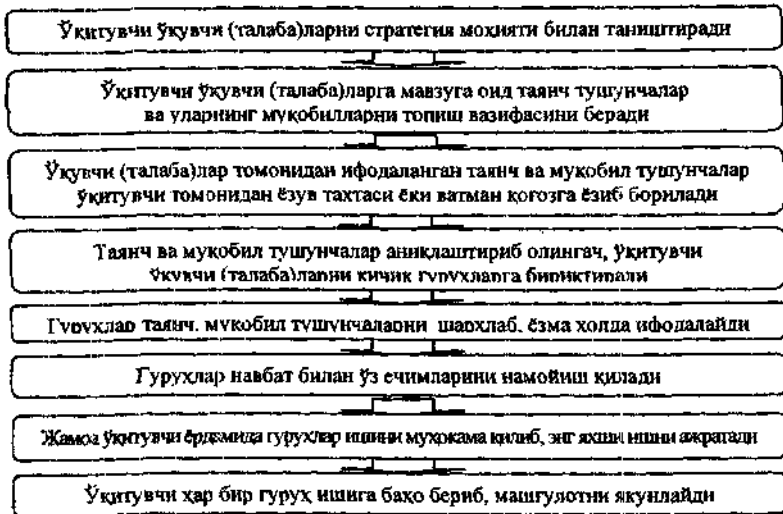 Ўқитувчи ўқувчи (талаба)ларни стратегия моҳияти билан таништиради
Ўқитувчи ўқувчи (талаба)ларга мавзуга оид таянч тушунчалар
ва уларнинг муқобилларни топиш вазифасини беради
Ўқувчи (талаба)лар томонидан ифодаланган таянч ва муқобил тушунчалар
ўқитувчи томонидан ёзув тахтаси ёки ватман қоғозга ёзиб борилади
Таянч ва муқобил тушунчалар аниқлаштириб олингач, ўқитувчи
ўқувчи (талаба)ларни кичик гуруҳларга бириктиради
Гуруҳлар таянч, муқобил тушунчаларни шарҳлаб, ёзма ҳолда ифодалайди
Гуруҳлар навбат билан ўз ечимларини намойиш қилади
Жамоа ўқитувчи ёрдамида гуруҳлар ишини муҳокама қилиб, энг яхши ишни ажратади
Ўқитувчи ҳар бир гуруҳ ишига баҳо бериб, машғулотни якунлайди